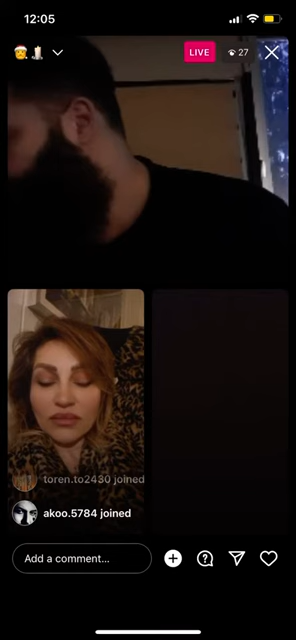 12:05
LIVE
27
toren.to2430 joined
akoo.5784 joined
Add a comment...